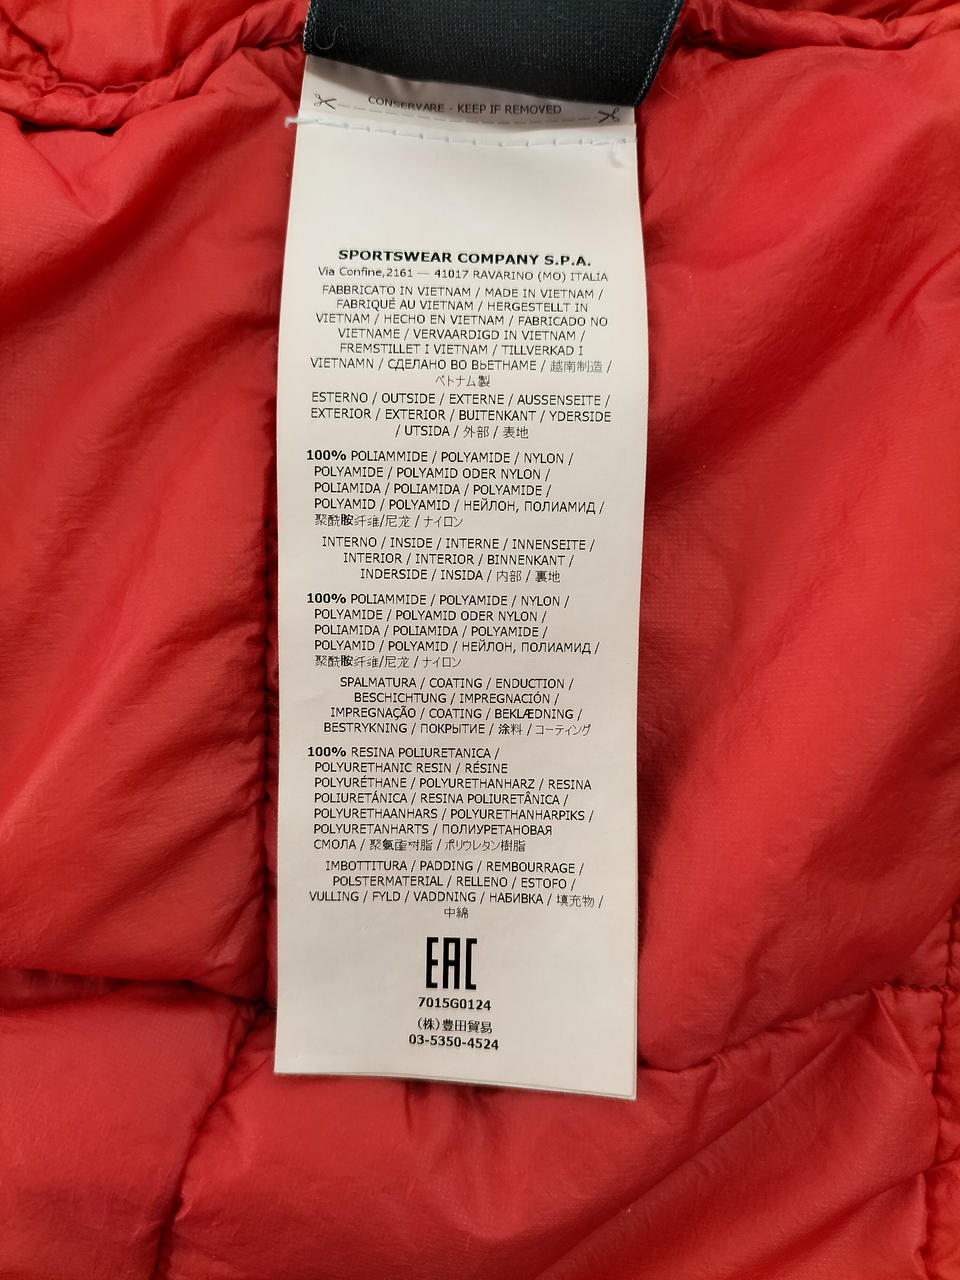 CONSERVARE - KEEP IF REMOVED
SPORTSWEAR COMPANY S.P.A.
Via Confine,2161 — 41017 RAVARINO (MO) ITALIA
FABBRICATO IN VIETNAM / MADE IN VIETNAM /
FABRIQUÉ AU VIETNAM / HERGESTELLT IN
VIETNAM / HECHO EN VIETNAM / FABRICADO NO
VIETNAME / VERVAARDIGD IN VIETNAM /
FREMSTILLET I VIETNAM / TILLVERKAD I
VIETNAMN / СДЕЛАНО ВО ВЬЕТНАМЕ / 越南制造 /
ベトナム製
ESTERNO / OUTSIDE / EXTERNE / AUSSENSEITE /
EXTERIOR / EXTERIOR / BUITENKANT / YDERSIDE
/ UTSIDA / 外部 / 表地
100% POLIAMMIDE / POLYAMIDE / NYLON /
POLYAMIDE / POLYAMID ODER NYLON /
POLIAMIDA / POLIAMIDA / POLYAMIDE /
POLYAMID / POLYAMID / НЕЙЛОН, ПОЛИАМИД /
聚酰胺纤维/尼龙 / ナイロン
INTERNO / INSIDE / INTERNE / INNENSEITE /
INTERIOR / INTERIOR / BINNENKANT /
INDERSIDE / INSIDA / 内部 / 裏地
100% POLIAMMIDE / POLYAMIDE / NYLON /
POLYAMIDE / POLYAMID ODER NYLON /
POLIAMIDA / POLIAMIDA / POLYAMIDE /
POLYAMID / POLYAMID / НЕЙЛОН, ПОЛИАМИД /
聚酰胺纤维/尼龙 / ナイロン
SPALMATURA / COATING / ENDUCTION /
BESCHICHTUNG / IMPREGNACIÓN /
IMPREGNAÇÃO / COATING / BEKLÆDNING /
BESTRYKNING / ПОКРЫТИЕ / 涂料 / コーティング
100% RESINA POLIURETANICA /
POLYURETHANIC RESIN / RÉSINE
POLYURÉTHANE / POLYURETHANHARZ / RESINA
POLIURETÁNICA / RESINA POLIURETÂNICA /
POLYURETHAANHARS / POLYURETHANHARPIKS /
POLYURETANHARTS / ПОЛИУРЕТАНОВАЯ
СМОЛА / 聚氨酯树脂 / ポリウレタン樹脂
IMBOTTITURA / PADDING / REMBOURRAGE /
POLSTERMATERIAL / RELLENO / ESTOFO /
VULLING / FYLD / VADDNING / НАБИВКА / 填充物 /
中綿
EAC
7015G0124
(株)豊田貿易
03-5350-4524